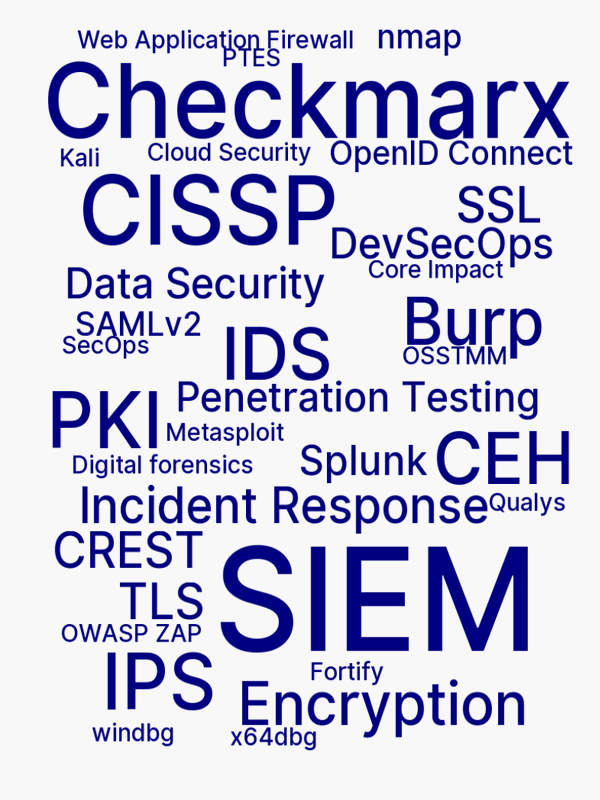 Web Application Firewall nmap
PTES
Checkmarx
Kali Cloud Security OpenID Connect
CISSP SSL
DevSecOps
Core Impact
Data Security
SAMLv2 Burp
SecOps IDS OSSTMM
PKI Penetration Testing
Metasploit
Digital forensics Splunk CEH
Incident Response Qualys
CREST
SIEM
TLS
OWASP ZAP
IPS Fortify
Encryption
windbg x64dbg